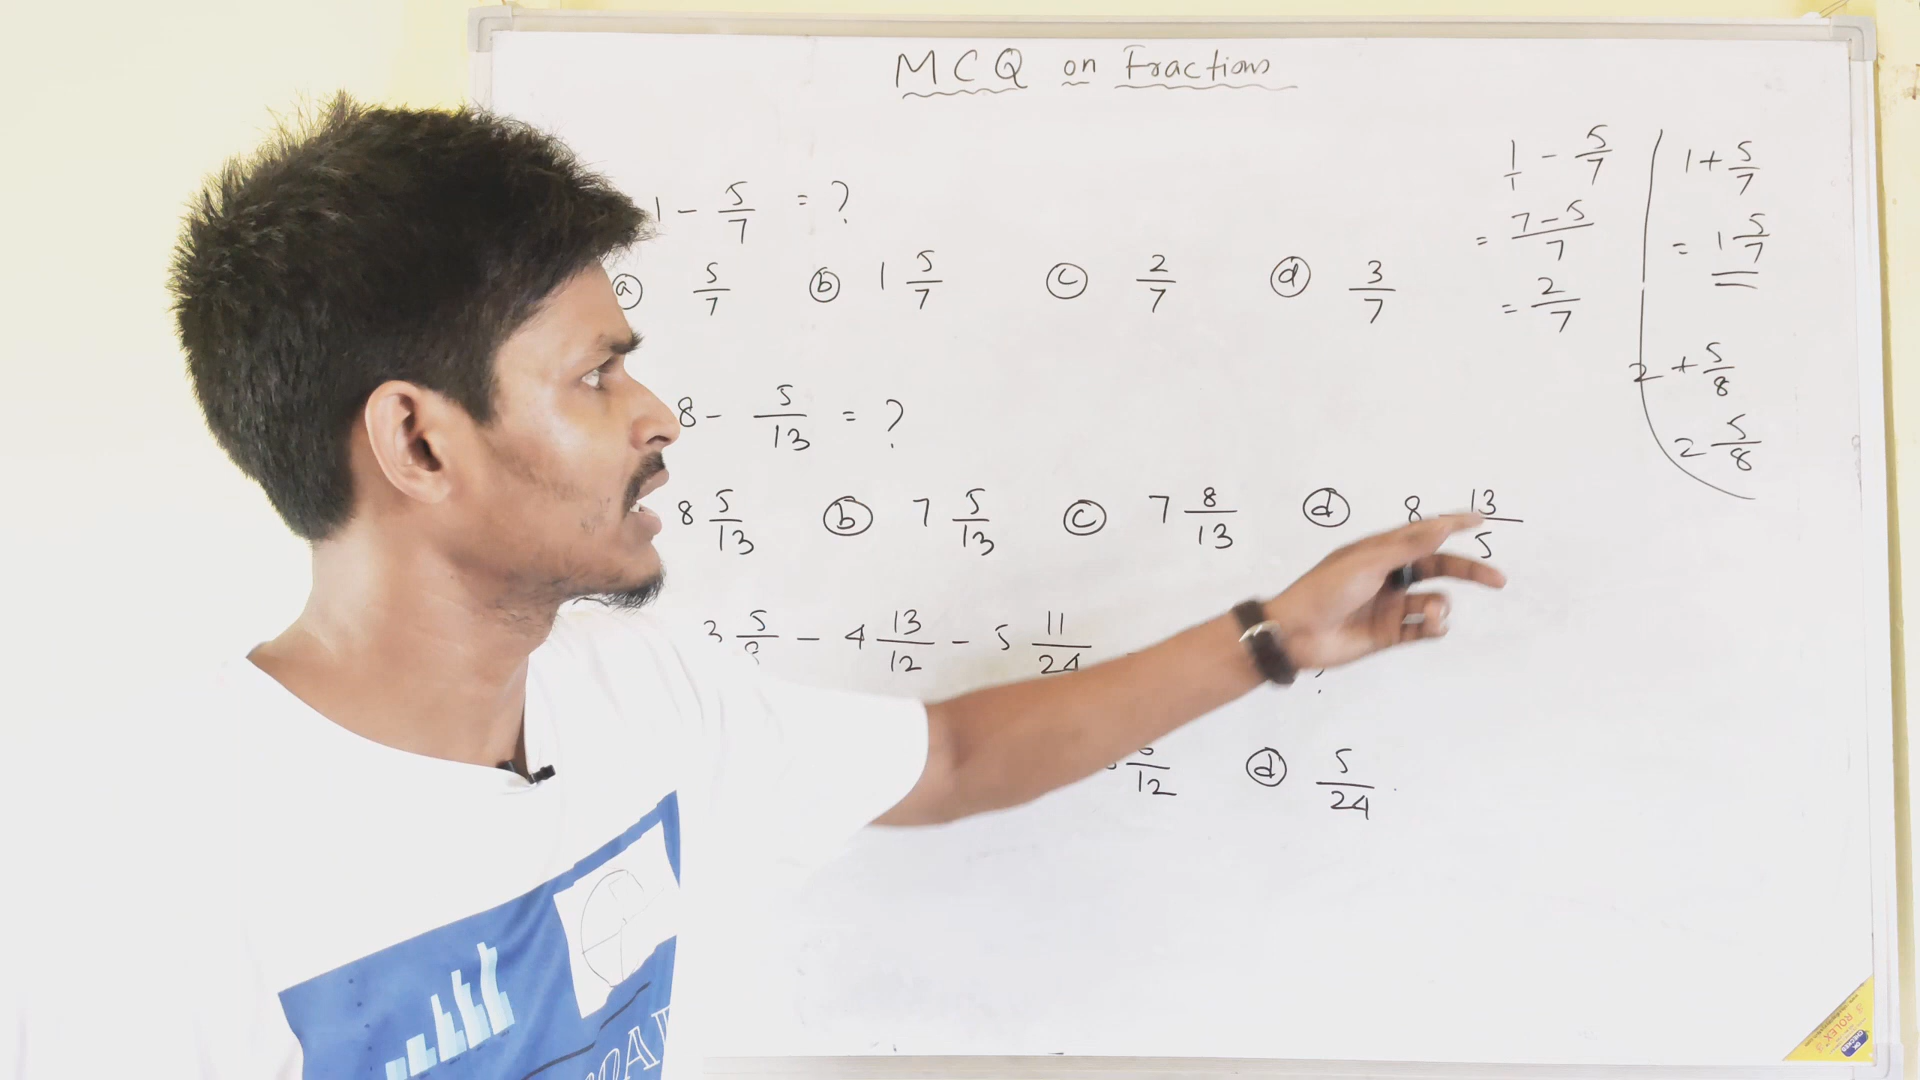 MCQ on Fractions
1 - 5/7 = ?
ⓐ 5/7 ⓑ 1 5/7 ⓒ 2/7 ⓓ 3/7
1/1 - 5/7
= 7-5/7
= 2/7
1 + 5/7
= 1 5/7
2 + 5/8
2 5/8
8 - 5/13 = ?
8 5/13 ⓑ 7 5/13 ⓒ 7 8/13 ⓓ 8 13/5
3 5/8 - 4 13/12 - 5 11/24 ?
/12 ⓓ 5/24
ROLEX